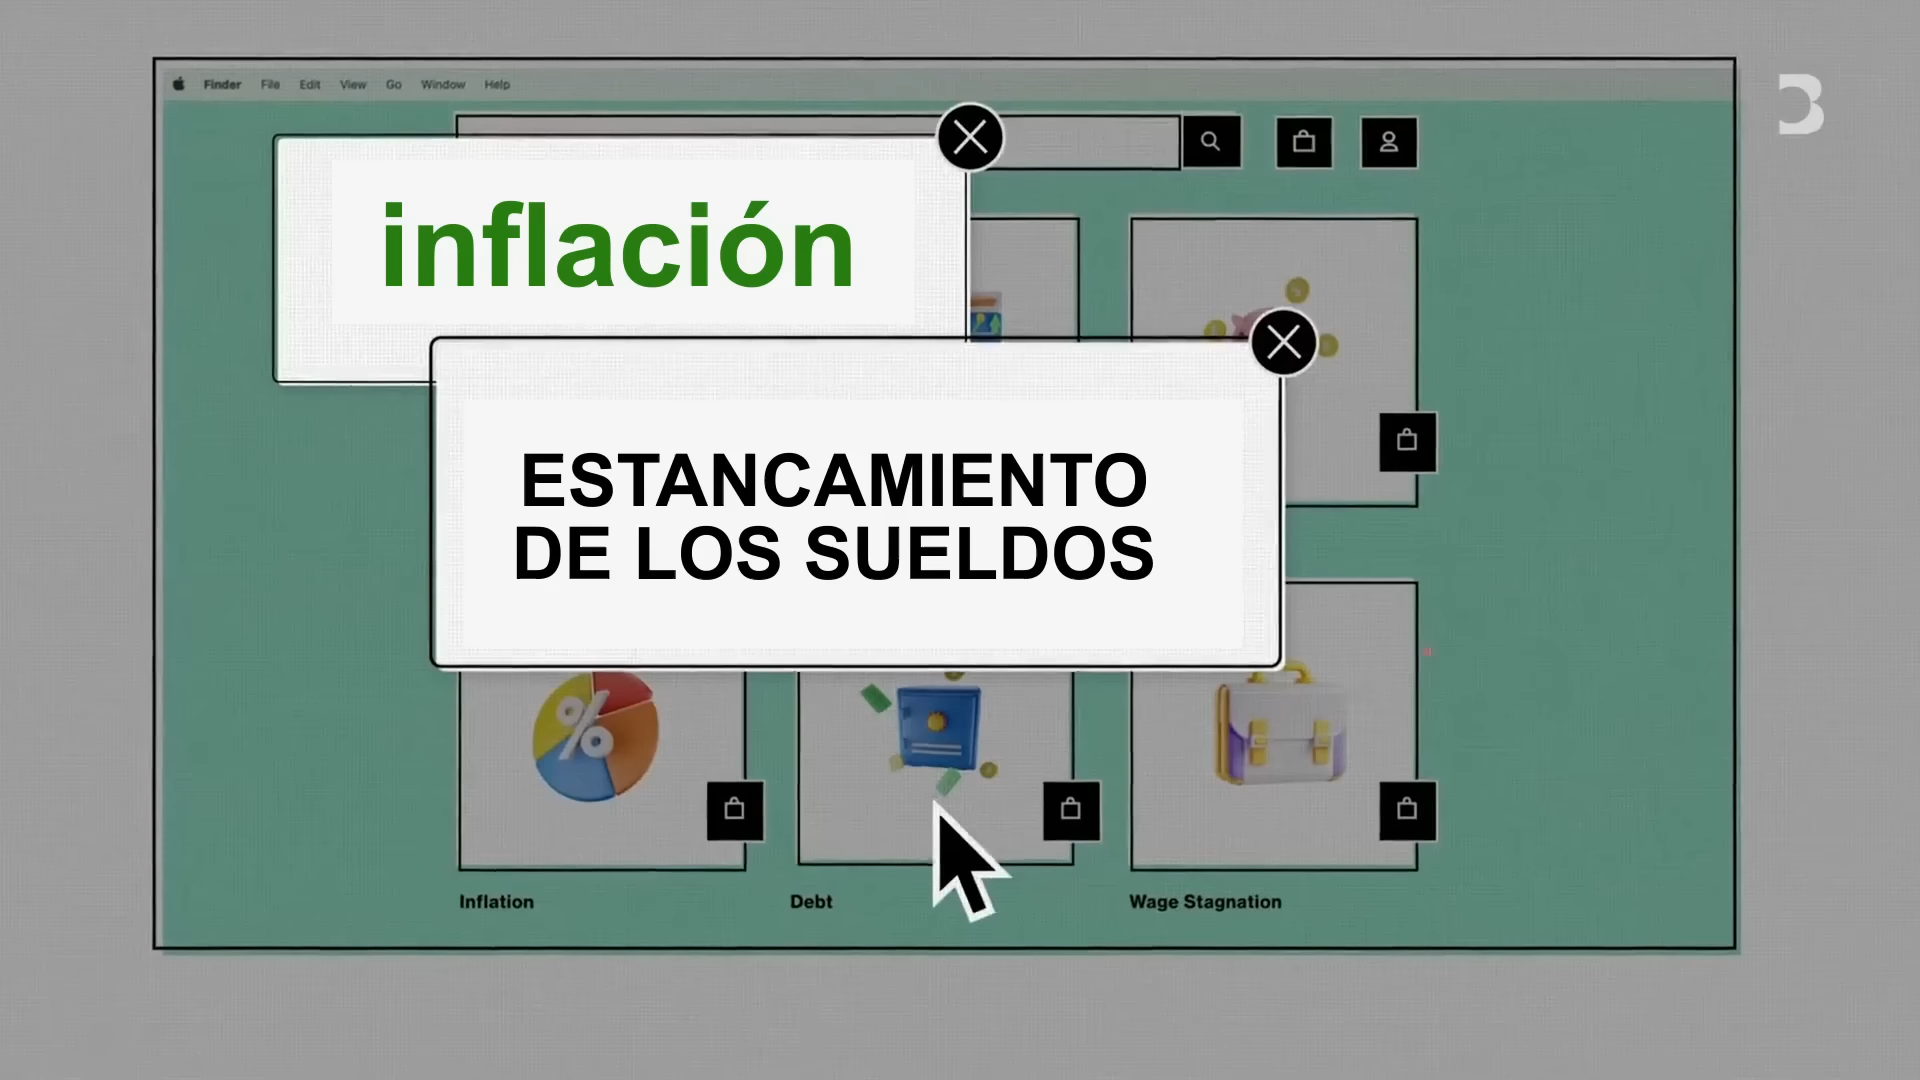 Finder File Edit View Go Window Help
inflación
ESTANCAMIENTO
DE LOS SUELDOS
%
Inflation
Debt
Wage Stagnation